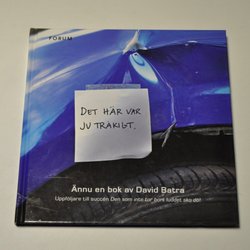 FORUM
DET HÄR VAR
JU TRÅKIGT.
Ännu en bok av David Batra
Uppföljare till succén Den som inte tar bort luddet ska dö!